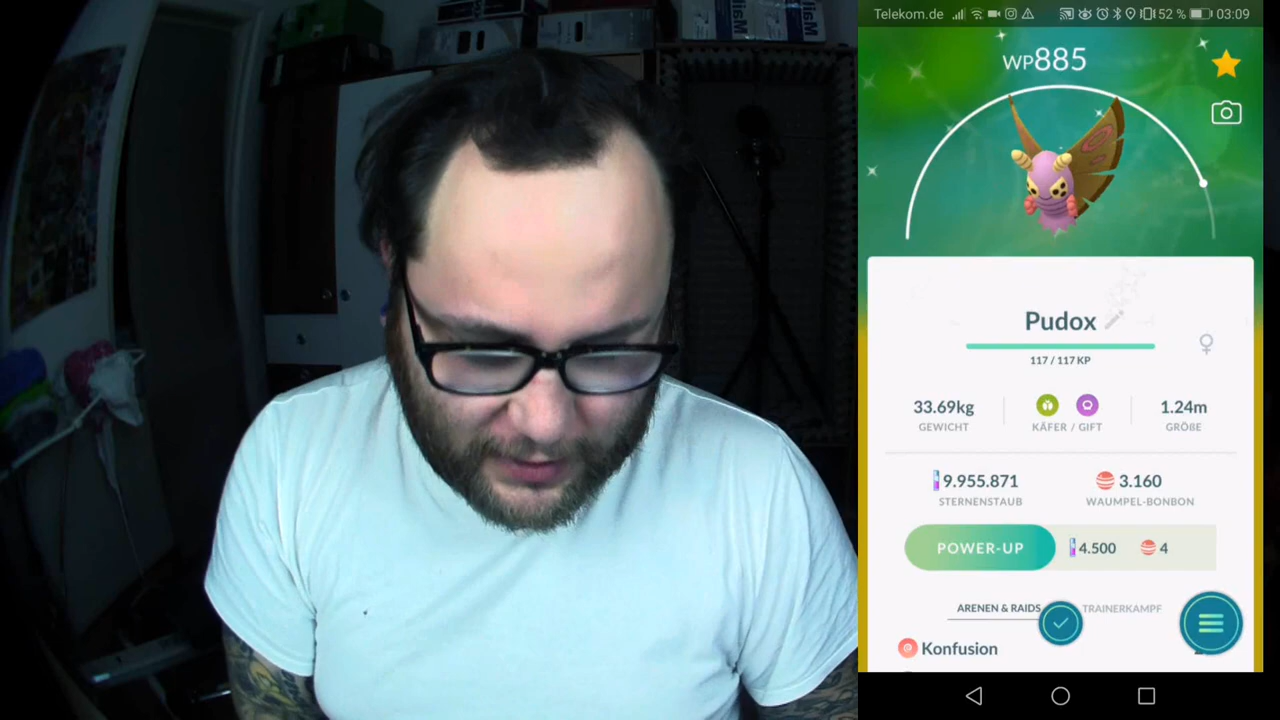 Telekom.de 52 % 03:09
WP885
Pudox
117 / 117 KP
33.69kg
GEWICHT
KÄFER / GIFT
1.24m
GRÖßE
9.955.871
STERNENSTAUB
3.160
WAUMPEL-BONBON
POWER-UP
4.500
4
ARENEN & RAIDS
TRAINERKAMPF
Konfusion